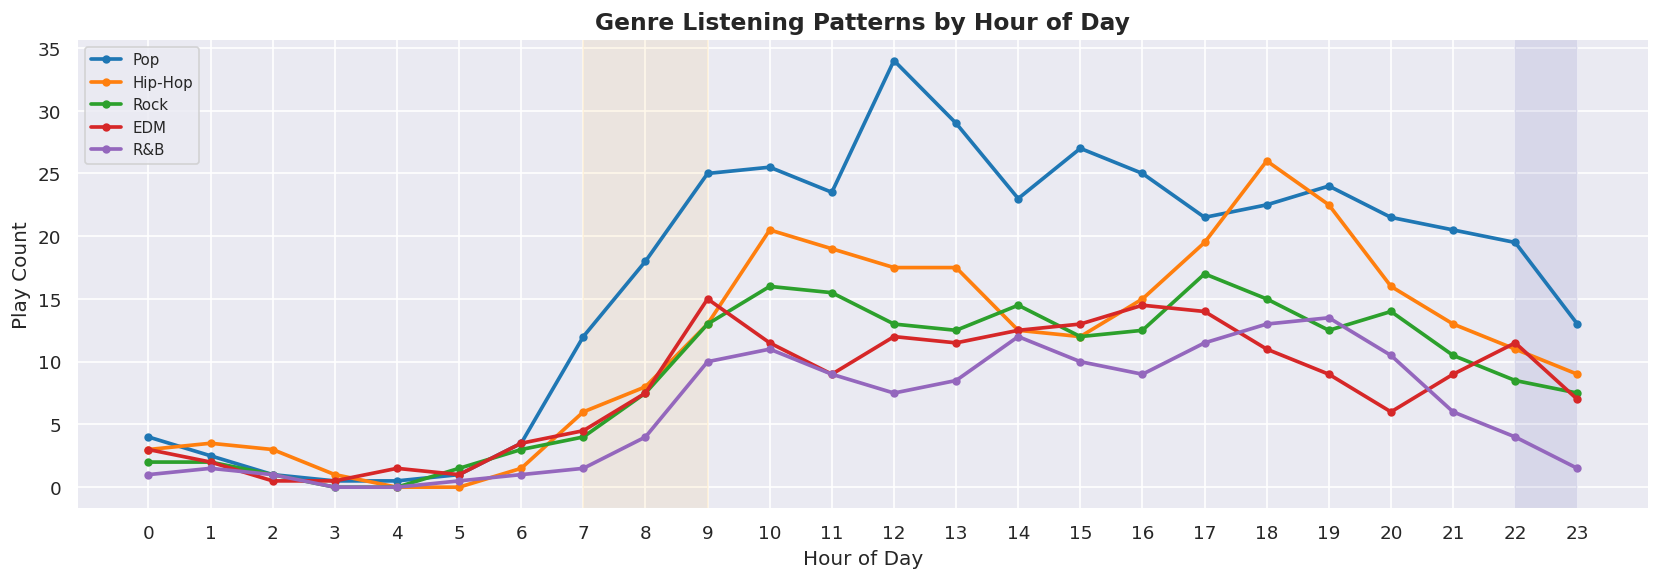 Genre Listening Patterns by Hour of Day
35
30
25
20
15
10
5
0
Play Count
Pop
Hip-Hop
Rock
EDM
R&B
0 1 2 3 4 5 6 7 8 9 10 11 12 13 14 15 16 17 18 19 20 21 22 23
Hour of Day